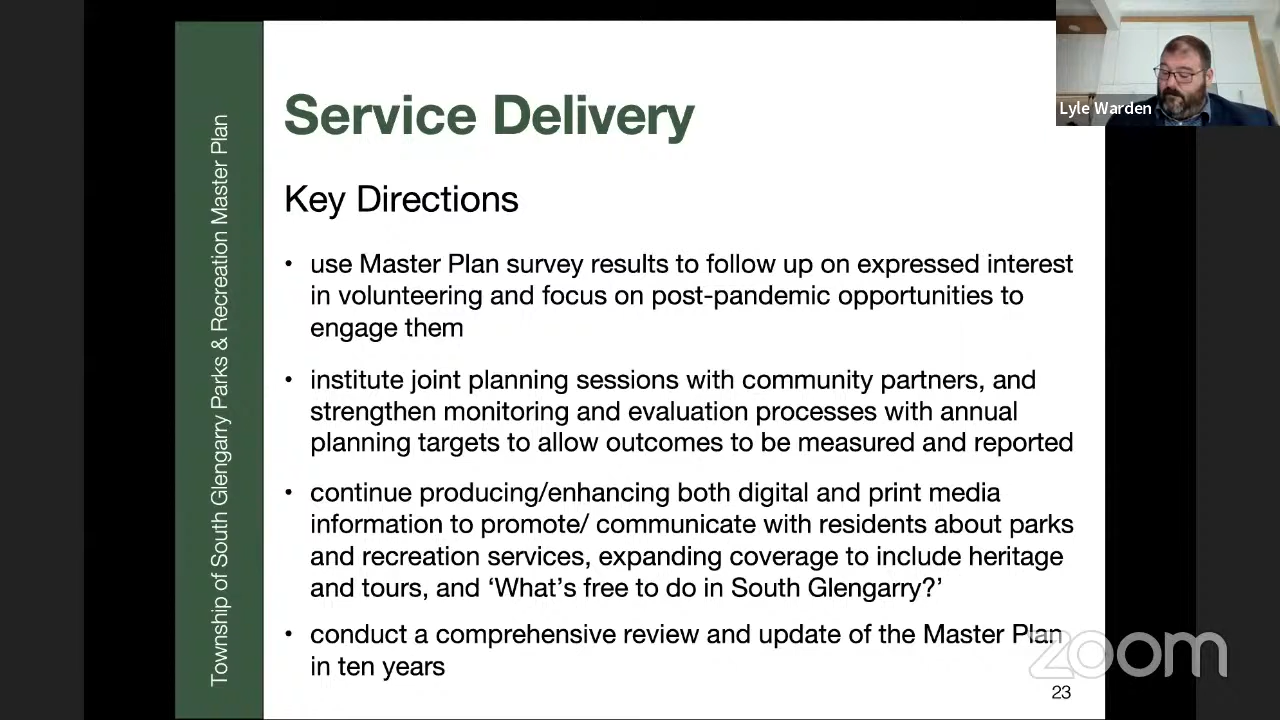 Lyle Warden
Township of South Glengarry Parks & Recreation Master Plan
Service Delivery
Key Directions
• use Master Plan survey results to follow up on expressed interest
in volunteering and focus on post-pandemic opportunities to
engage them
• institute joint planning sessions with community partners, and
strengthen monitoring and evaluation processes with annual
planning targets to allow outcomes to be measured and reported
• continue producing/enhancing both digital and print media
information to promote/ communicate with residents about parks
and recreation services, expanding coverage to include heritage
and tours, and ‘What’s free to do in South Glengarry?’
• conduct a comprehensive review and update of the Master Plan
in ten years
zoom
23